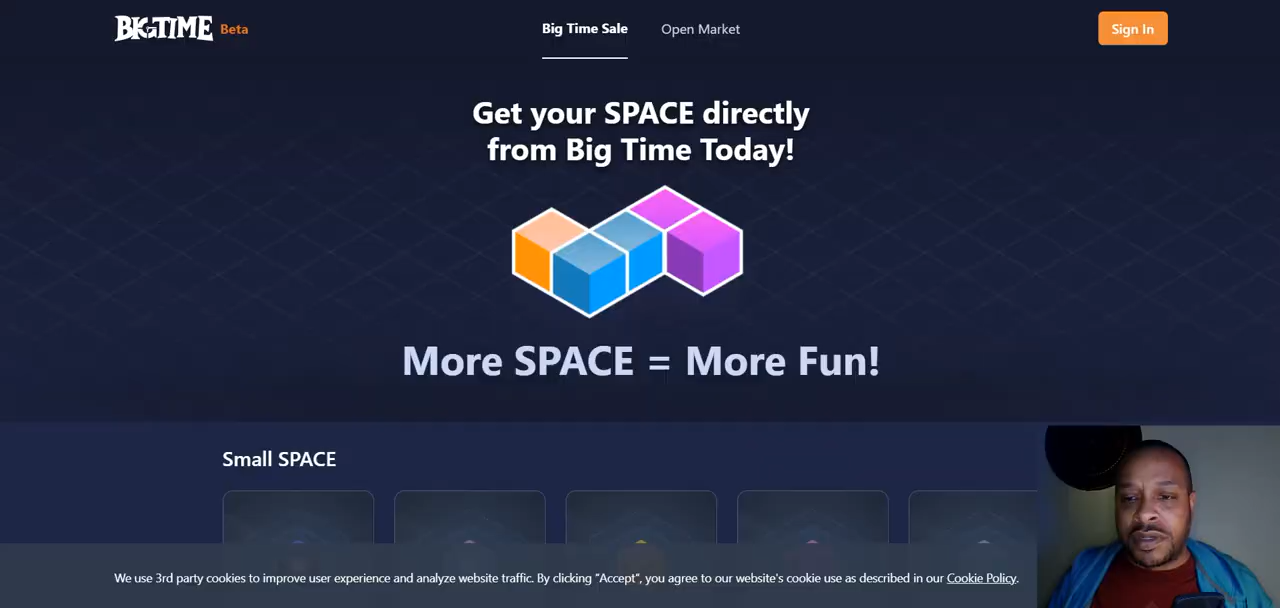 BIGTIME Beta
Big Time Sale
Open Market
Sign In
Get your SPACE directly
from Big Time Today!
More SPACE = More Fun!
Small SPACE
We use 3rd party cookies to improve user experience and analyze website traffic. By clicking “Accept”, you agree to our website's cookie use as described in our Cookie Policy.